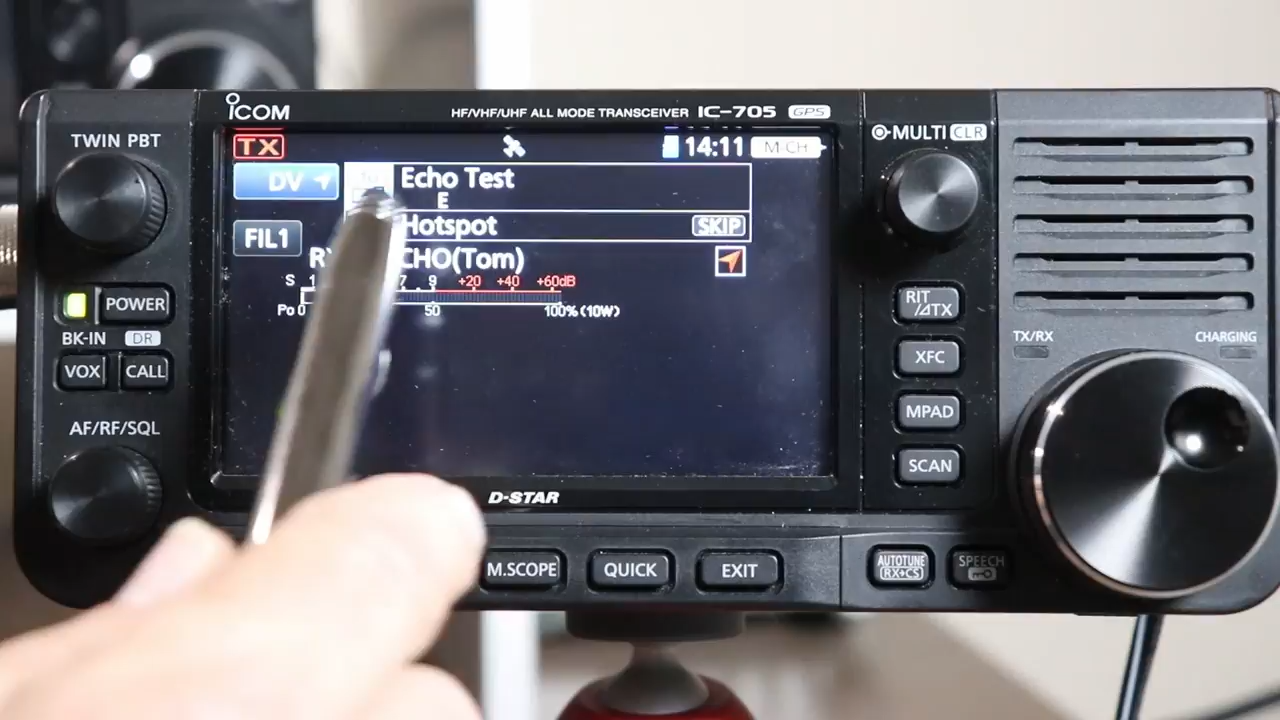 ICOM
HF/VHF/UHF ALL MODE TRANSCEIVER IC-705 GPS
TWIN PBT
MULTI CLR
TX 14:11 M-CH
DV Echo Test
E
FIL1 Hotspot SKIP
CHO(Tom)
S 9 +20 +40 +60dB
Po 0 50 100% (10W)
POWER
BK-IN DR
VOX CALL
AF/RF/SQL
RIT /⊿TX
XFC
MPAD
SCAN
TX/RX CHARGING
D-STAR
M.SCOPE QUICK EXIT
AUTOTUNE RX→CS
SPEECH